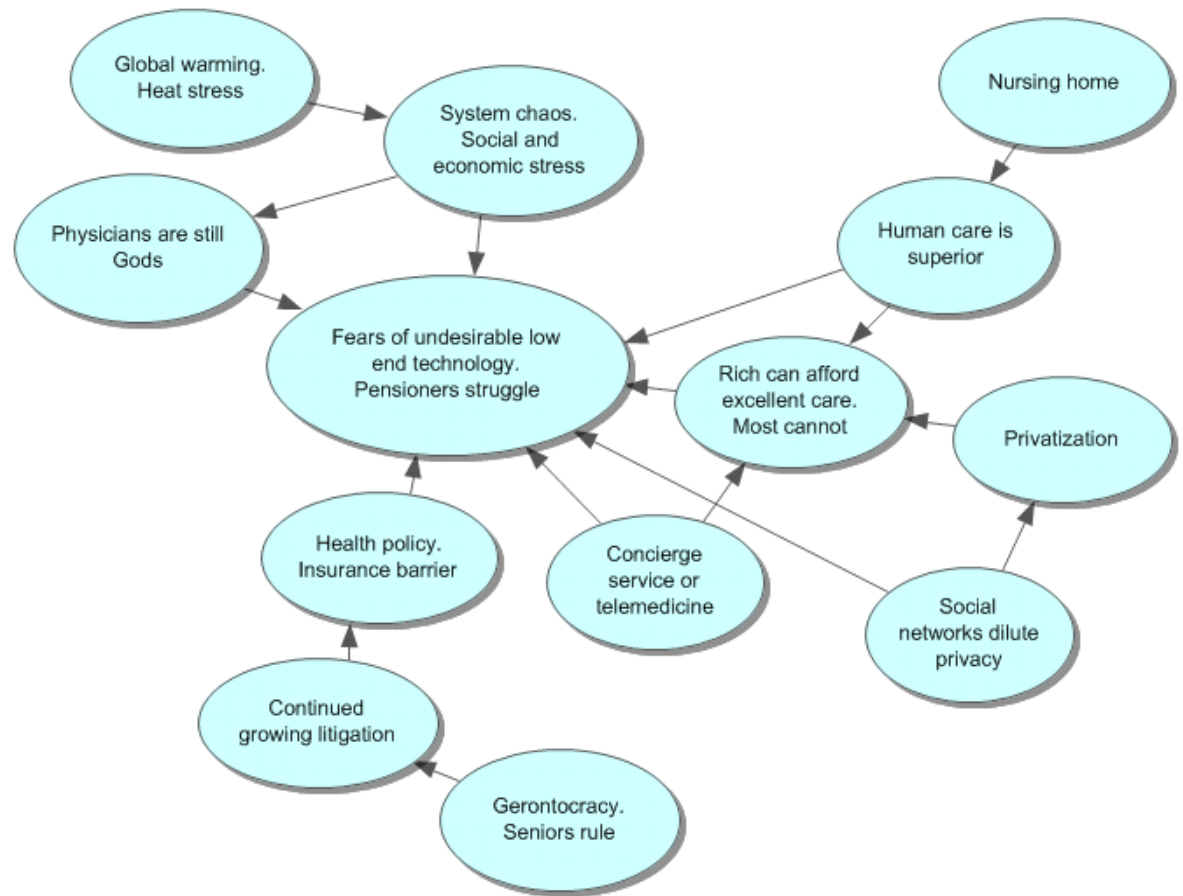 Global warming.
Heat stress
Nursing home
System chaos.
Social and
economic stress
Physicians are still
Gods
Human care is
superior
Fears of undesirable low
end technology.
Pensioners struggle
Rich can afford
excellent care.
Most cannot
Privatization
Health policy.
Insurance barrier
Concierge
service or
telemedicine
Social
networks dilute
privacy
Continued
growing litigation
Gerontocracy.
Seniors rule